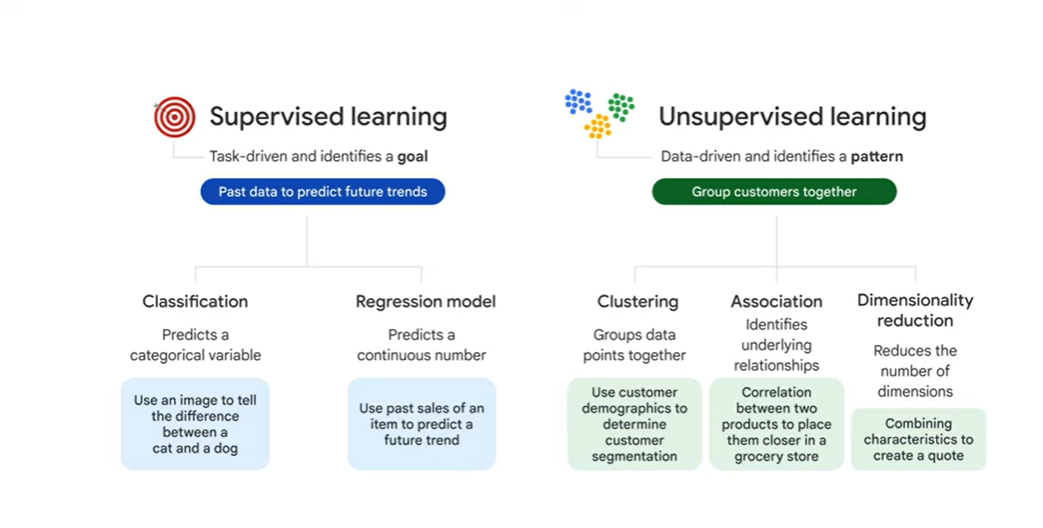 Supervised learning
Task-driven and identifies a goal
Past data to predict future trends
Classification
Predicts a
categorical variable
Use an image to tell
the difference
between a
cat and a dog
Regression model
Predicts a
continuous number
Use past sales of an
item to predict a
future trend
Unsupervised learning
Data-driven and identifies a pattern
Group customers together
Clustering
Groups data
points together
Use customer
demographics to
determine
customer
segmentation
Association
Identifies
underlying
relationships
Correlation
between two
products to place
them closer in a
grocery store
Dimensionality
reduction
Reduces the
number of
dimensions
Combining
characteristics to
create a quote